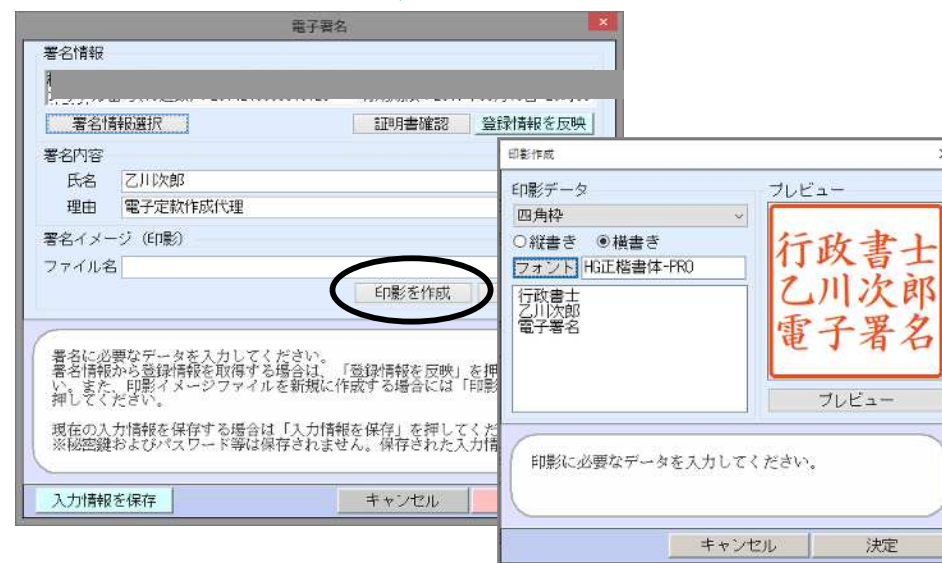 電子署名
署名情報
署名情報選択
証明書確認
登録情報を反映
署名内容
氏名
乙川次郎
理由
電子定款作成代理
署名イメージ（印影）
ファイル名
印影を作成
署名に必要なデータを入力してください。
署名情報から登録情報を取得する場合は、「登録情報を反映」を押
い。また、印影イメージファイルを新規に作成する場合には「印影
押してください。
現在の入力情報を保存する場合は「入力情報を保存」を押してくだ
※秘密鍵およびパスワード等は保存されません。保存された入力情
入力情報を保存
キャンセル
印影作成
印影データ
四角枠
縦書き
横書き
フォント
HG正楷書体-PRO
行政書士
乙川次郎
電子署名
プレビュー
行政書士
乙川次郎
電子署名
プレビュー
印影に必要なデータを入力してください。
キャンセル
決定